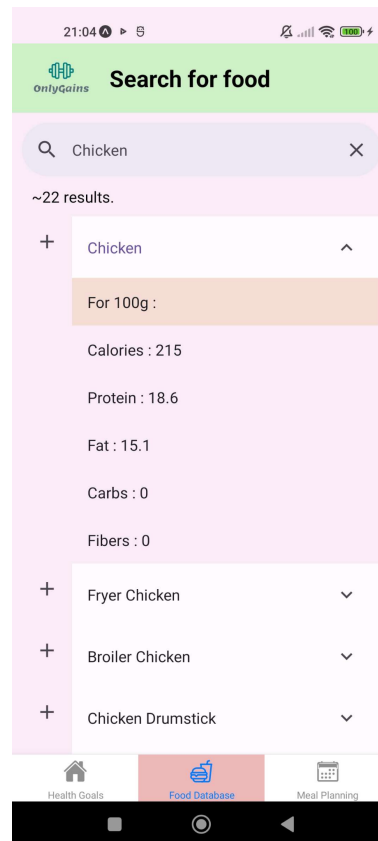 21:04
100
OnlyGains
Search for food
Chicken
~22 results.
Chicken
For 100g :
Calories : 215
Protein : 18.6
Fat : 15.1
Carbs : 0
Fibers : 0
Fryer Chicken
Broiler Chicken
Chicken Drumstick
Health Goals
Food Database
Meal Planning